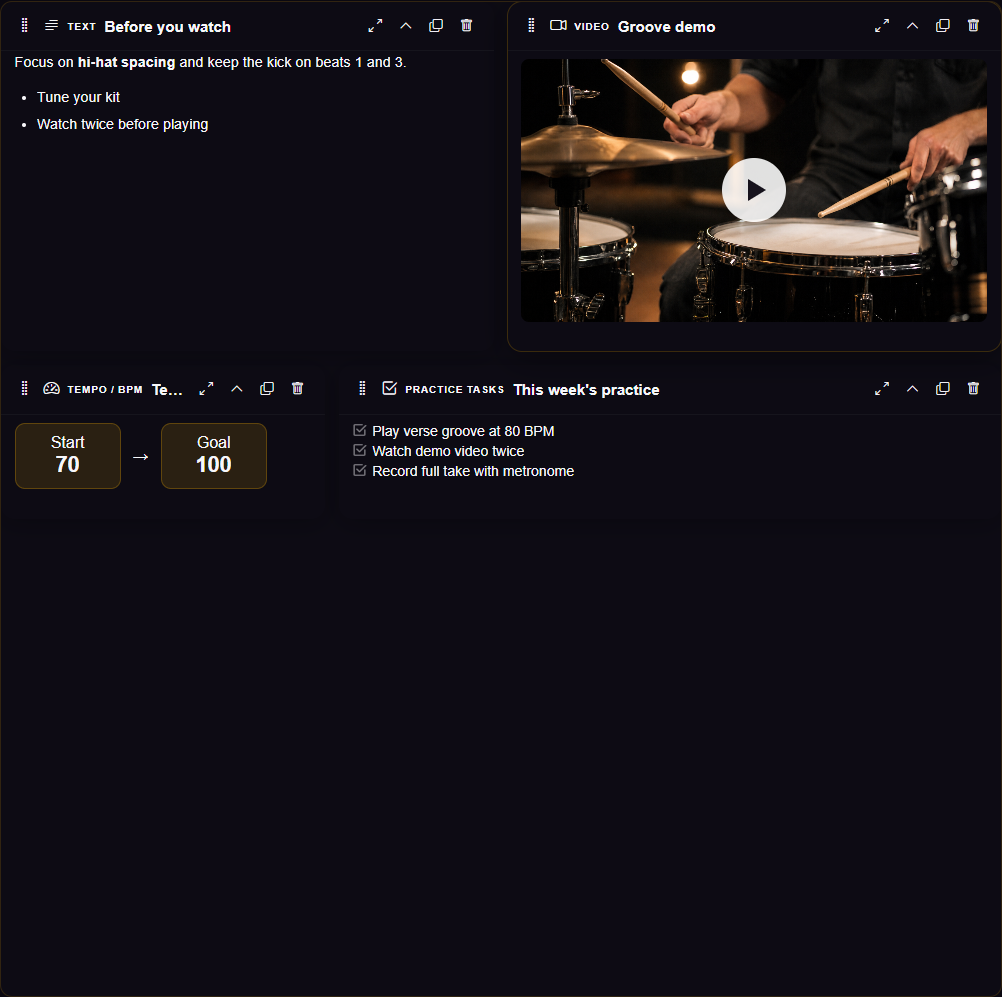 TEXT Before you watch
Focus on hi-hat spacing and keep the kick on beats 1 and 3.
• Tune your kit
• Watch twice before playing
VIDEO Groove demo
TEMPO / BPM Te...
Start
70
→
Goal
100
PRACTICE TASKS This week's practice
Play verse groove at 80 BPM
Watch demo video twice
Record full take with metronome